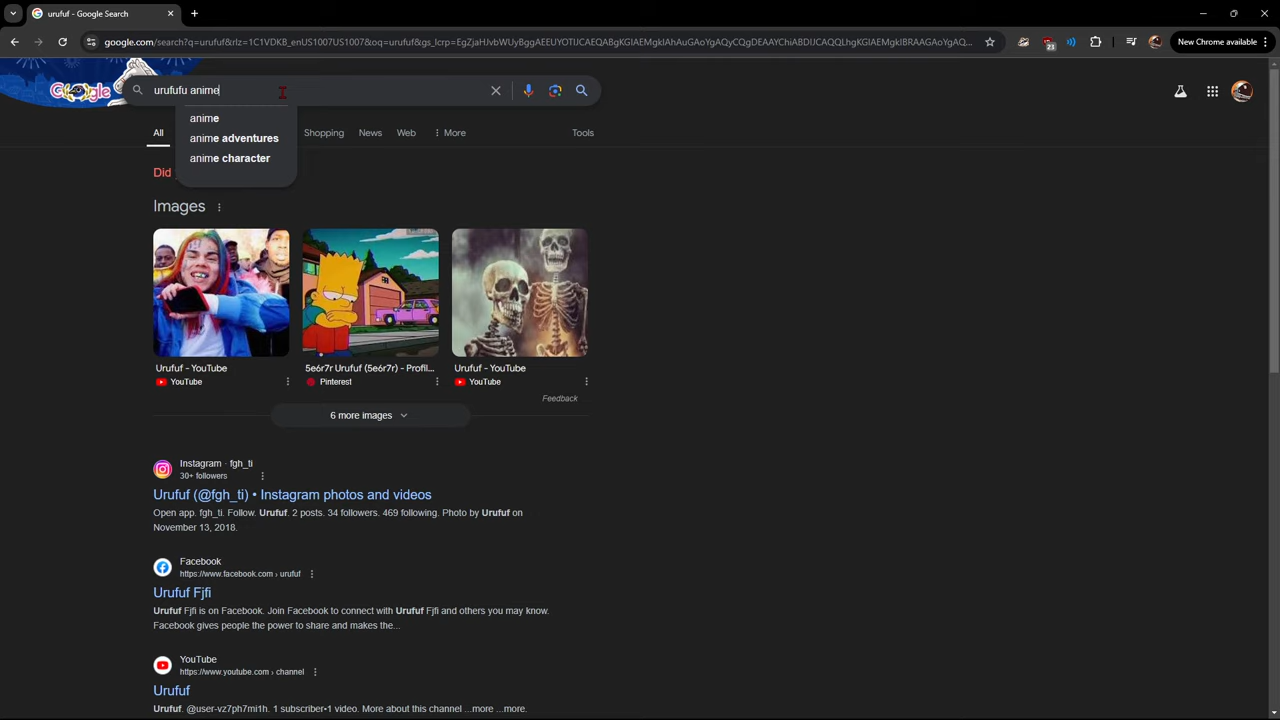 urufuf - Google Search
google.com/search?q=urufuf&rlz=1C1VDKB_enUS1007US1007&oq=urufuf&gs_lcrp=EgZjaHJvbWUyBggAEEUYOTIJCAEQABgKGIAEMgkIAhAuGAoYgAQyCQgDEAAYChiABDIJCAQQLhgKGIAEMgkIBRAAGAoYgAQ...
21
New Chrome available
Google
urufufu anime
anime
anime adventures
anime character
All
Shopping
News
Web
More
Tools
Did
Images
Urufuf - YouTube
YouTube
5e6r7r Urufuf (5e6r7r) - Profil...
Pinterest
Urufuf - YouTube
YouTube
Feedback
6 more images
Instagram · fgh_ti
30+ followers
Urufuf (@fgh_ti) • Instagram photos and videos
Open app. fgh_ti. Follow. Urufuf. 2 posts. 34 followers. 469 following. Photo by Urufuf on
November 13, 2018.
Facebook
https://www.facebook.com › urufuf
Urufuf Fjfi
Urufuf Fjfi is on Facebook. Join Facebook to connect with Urufuf Fjfi and others you may know.
Facebook gives people the power to share and makes the...
YouTube
https://www.youtube.com › channel
Urufuf
Urufuf. @user-vz7ph7mi1h. 1 subscriber•1 video. More about this channel ...more ...more.